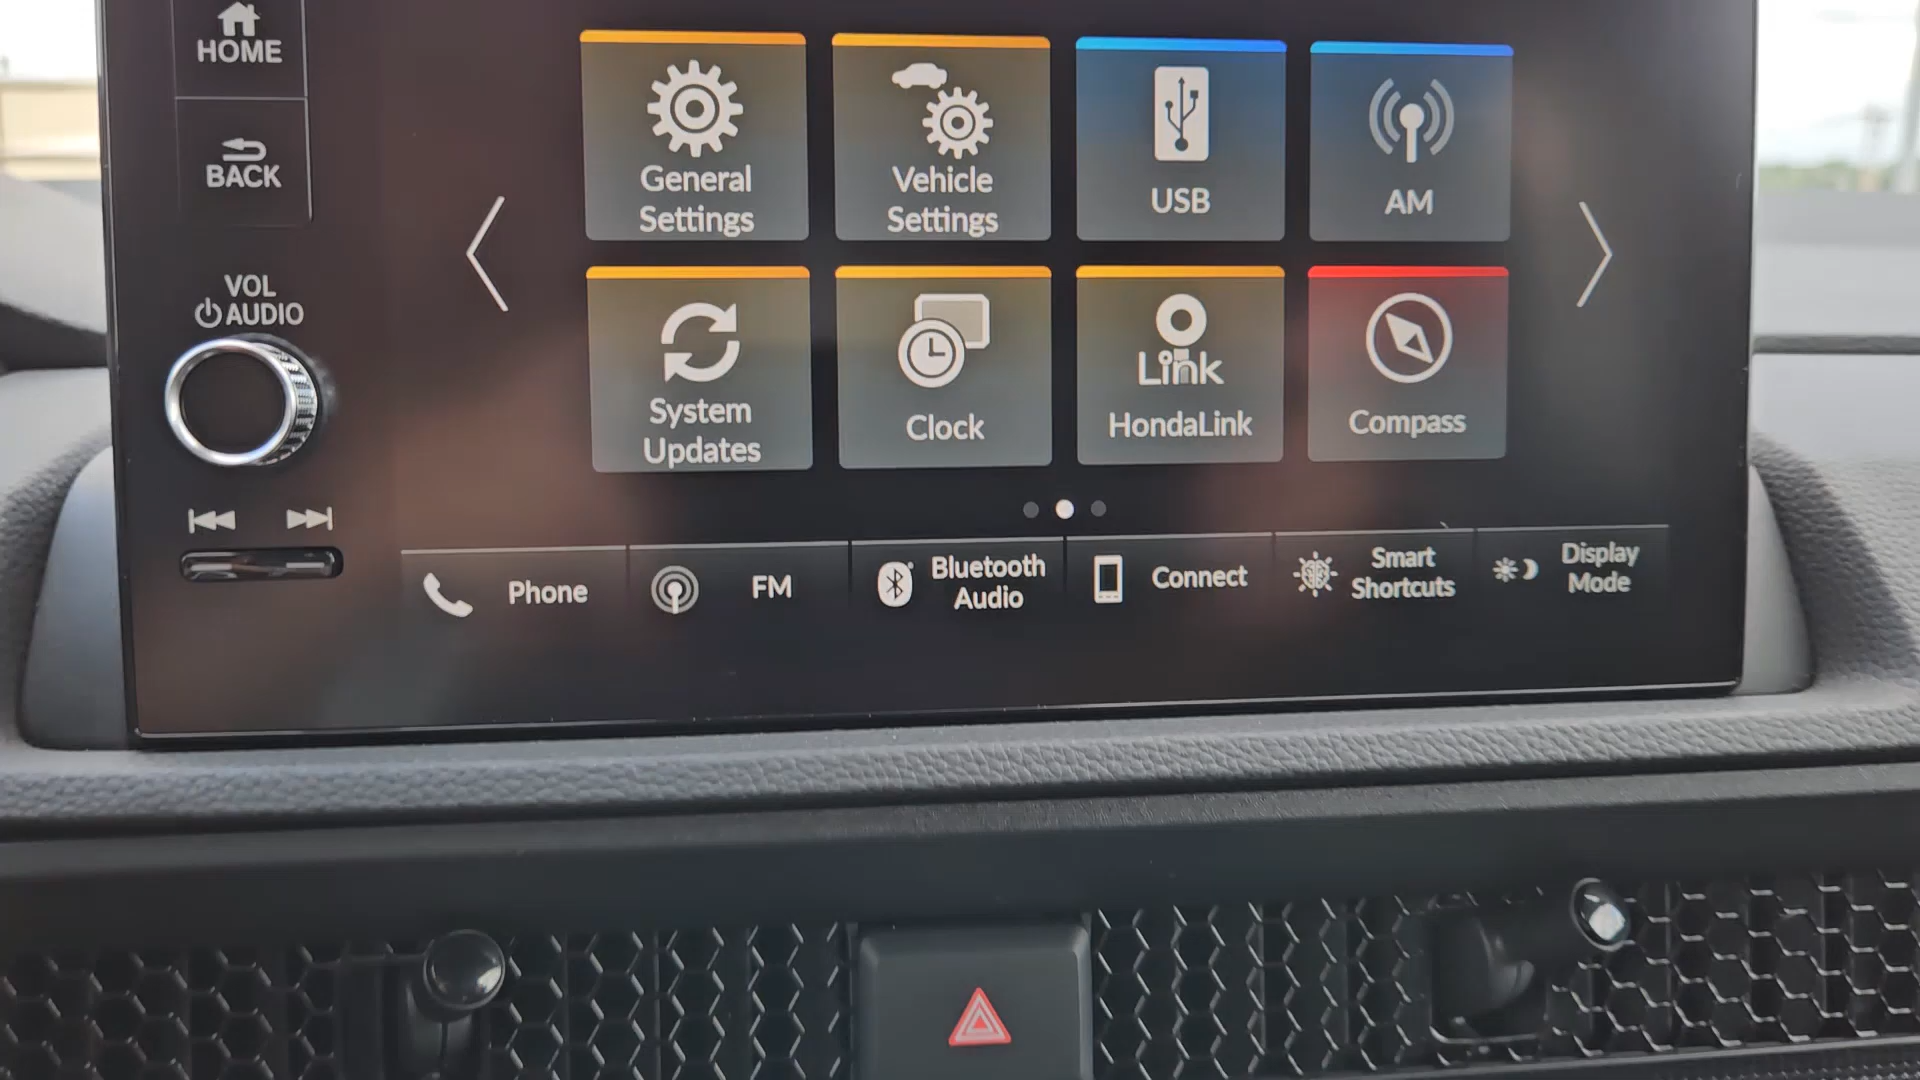 HOME
BACK
VOL
AUDIO
General
Settings
Vehicle
Settings
USB
AM
System
Updates
Clock
Link
HondaLink
Compass
Phone
FM
Bluetooth
Audio
Connect
Smart
Shortcuts
Display
Mode